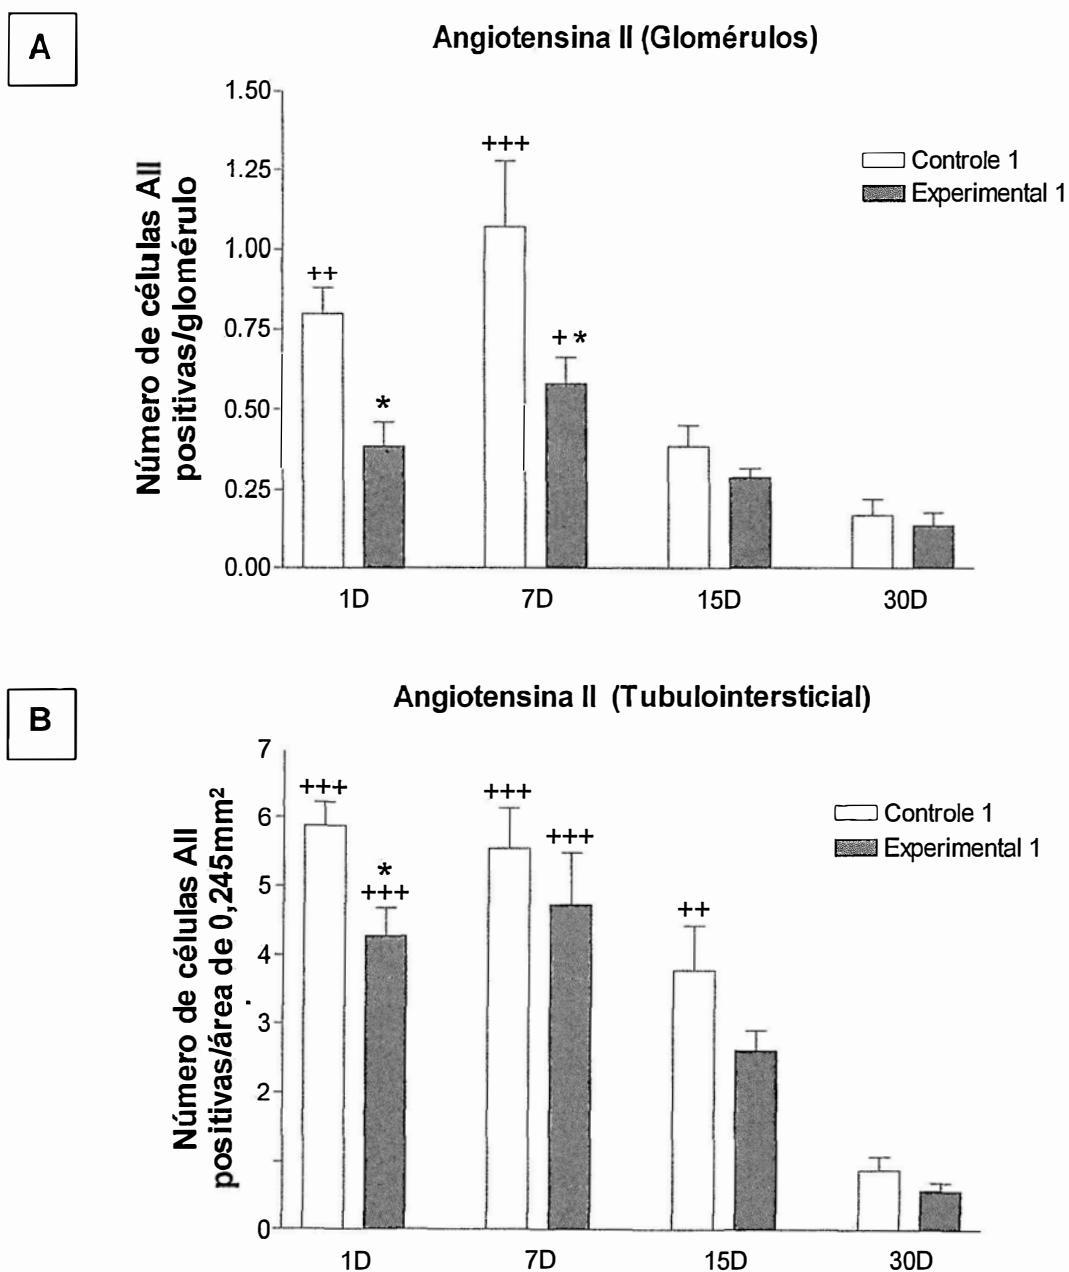 A
Angiotensina II (Glomérulos)
1.50
1.25
1.00
0.75
0.50
0.25
0.00
Número de células AII
positivas/glomérulo
++
*
+++
+ *
Controle 1
Experimental 1
1D
7D
15D
30D
B
Angiotensina II (Tubulointersticial)
7
6
5
4
3
2
0
Número de células AII
positivas/área de 0,245mm²
+++
*
+++
+++
+++
++
Controle 1
Experimental 1
1D
7D
15D
30D